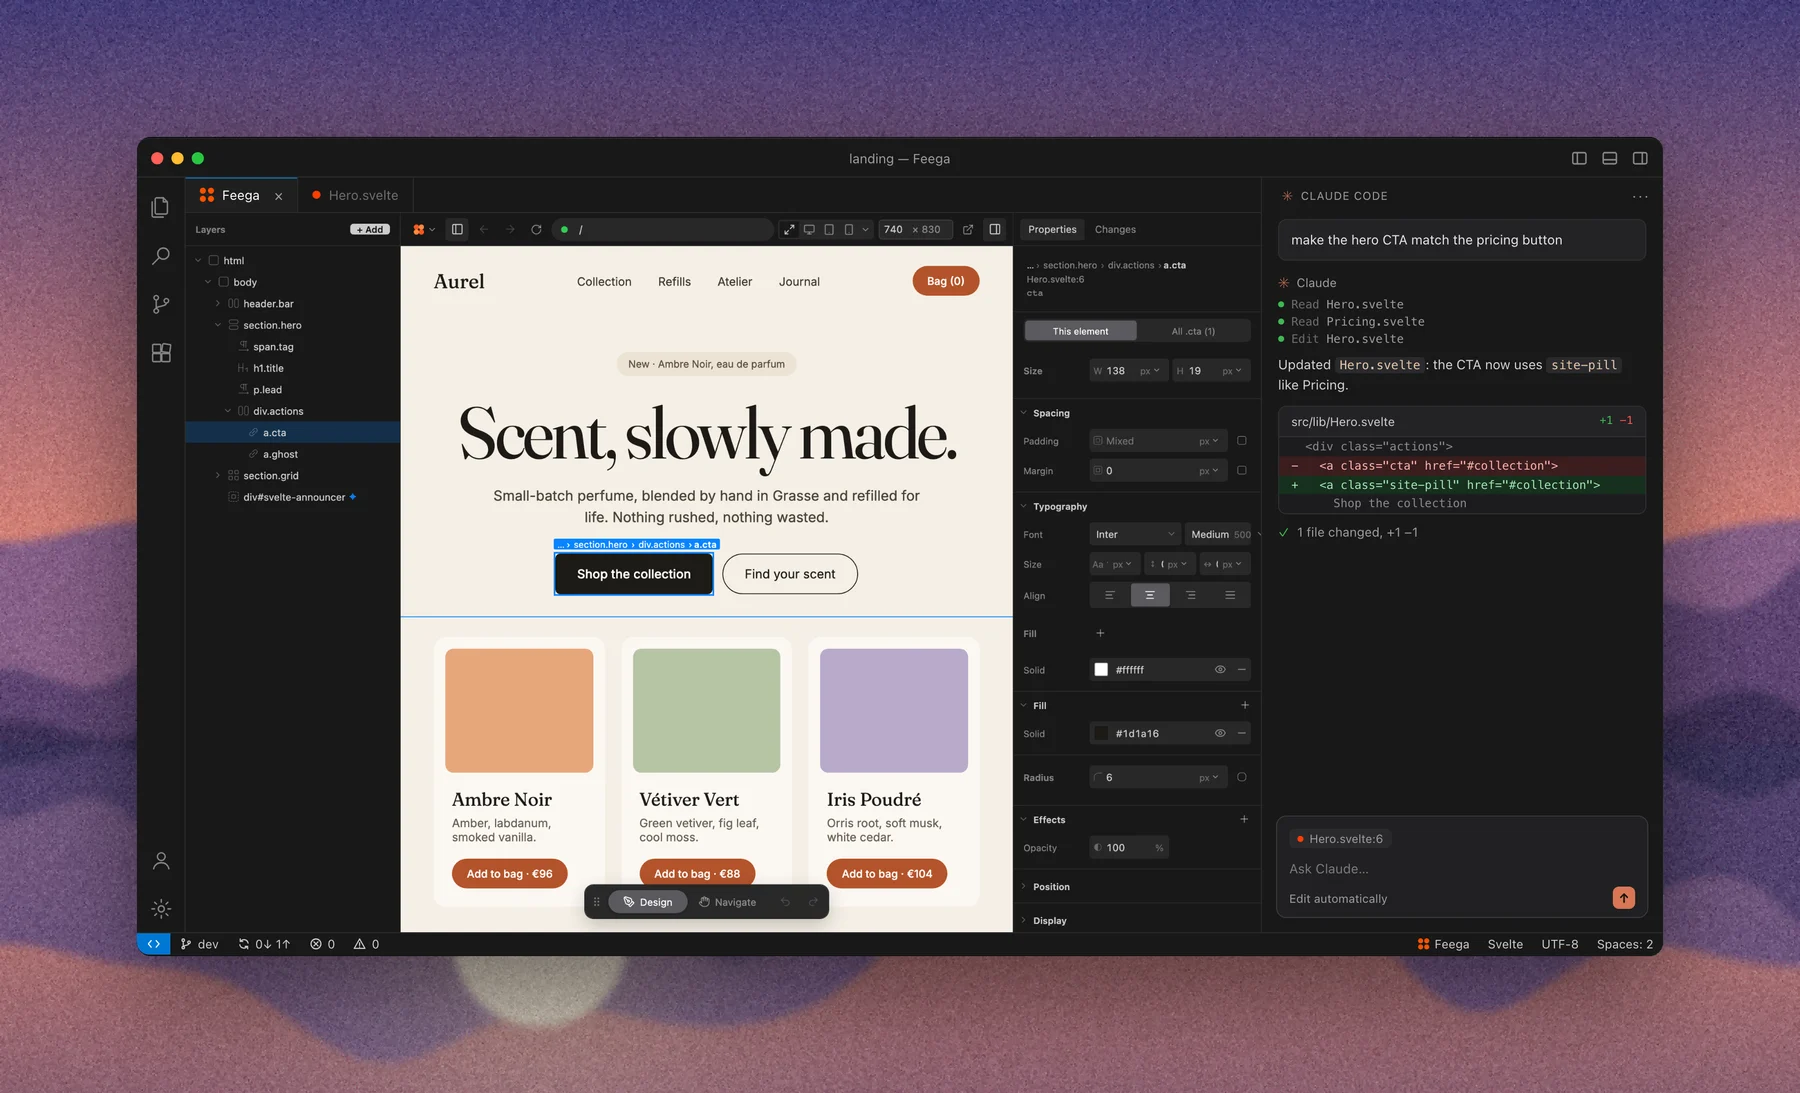 landing — Feega
Feega
Hero.svelte
Layers
+ Add
html
body
header.bar
section.hero
span.tag
h1.title
p.lead
div.actions
a.cta
a.ghost
section.grid
div#svelte-announcer
/
740 × 830
Aurel
Collection
Refills
Atelier
Journal
Bag (0)
New · Ambre Noir, eau de parfum
Scent, slowly made.
Small-batch perfume, blended by hand in Grasse and refilled for
life. Nothing rushed, nothing wasted.
... › section.hero › div.actions › a.cta
Shop the collection
Find your scent
Ambre Noir
Amber, labdanum,
smoked vanilla.
Add to bag · €96
Vétiver Vert
Green vetiver, fig leaf,
cool moss.
Add to bag · €88
Iris Poudré
Orris root, soft musk,
white cedar.
Add to bag · €104
Design
Navigate
Properties
Changes
... › section.hero › div.actions › a.cta
Hero.svelte:6
cta
This element
All .cta (1)
Size
W 138 px
H 19 px
Spacing
Padding
Mixed px
Margin
0 px
Typography
Font
Inter
Medium 500
Size
Aa px
px
px
Align
Fill
Solid
#ffffff
Fill
Solid
#1d1a16
Radius
6 px
Effects
Opacity
100 %
Position
Display
CLAUDE CODE
make the hero CTA match the pricing button
Claude
Read Hero.svelte
Read Pricing.svelte
Edit Hero.svelte
Updated Hero.svelte: the CTA now uses site-pill
like Pricing.
src/lib/Hero.svelte
+1 −1
<div class="actions">
− <a class="cta" href="#collection">
+ <a class="site-pill" href="#collection">
Shop the collection
1 file changed, +1 −1
Hero.svelte:6
Ask Claude...
Edit automatically
dev
0↓ 1↑
0
0
Feega
Svelte
UTF-8
Spaces: 2